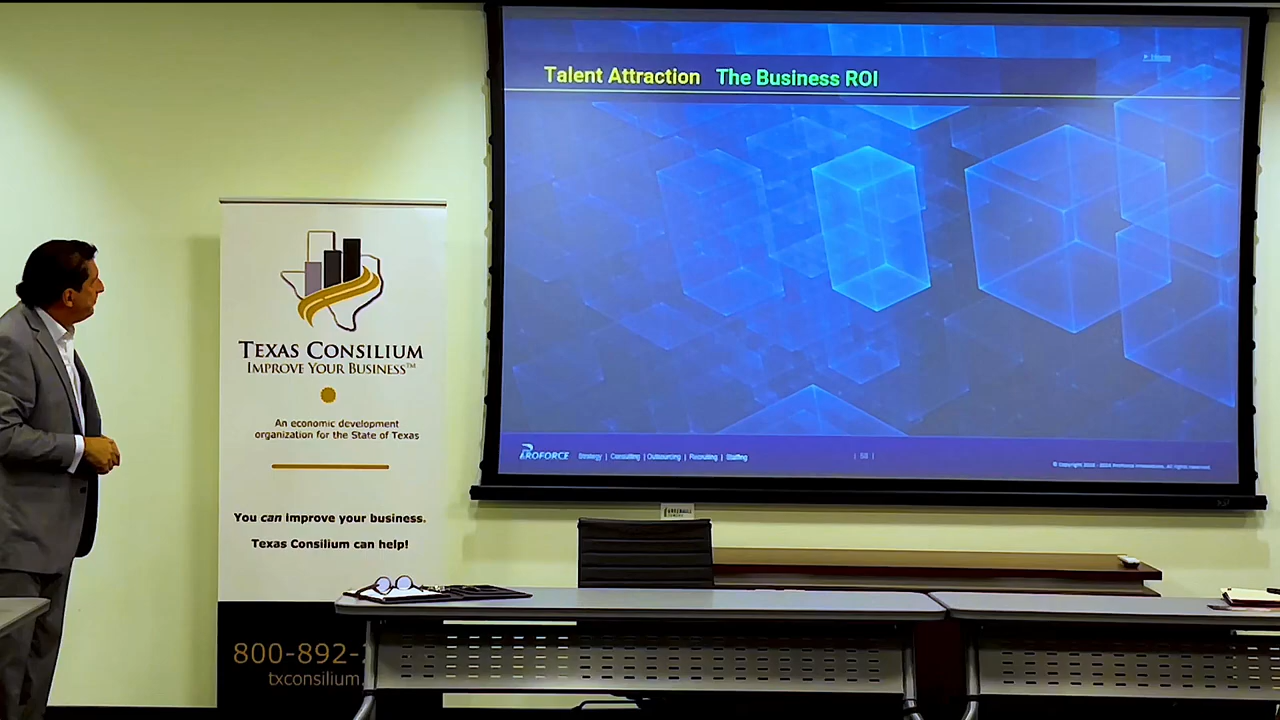 Talent Attraction The Business ROI
TEXAS CONSILIUM
IMPROVE YOUR BUSINESS™
An economic development
organization for the State of Texas
You can improve your business.
Texas Consilium can help!
800-892-
txconsilium.
PROFORCE Strategy | Consulting | Outsourcing | Recruiting | Staffing